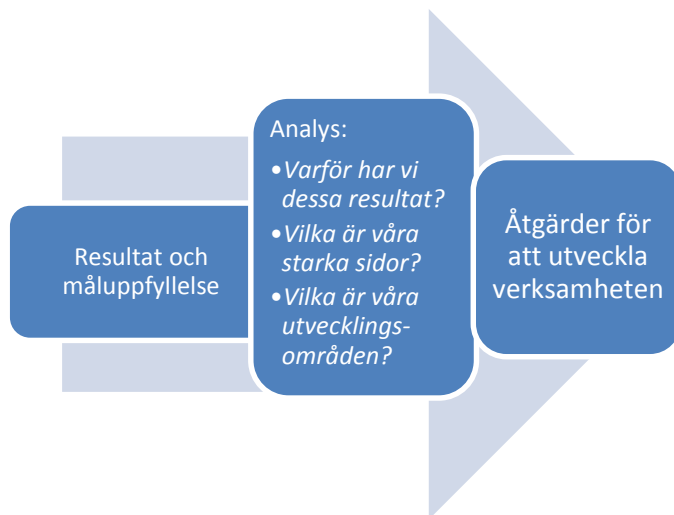 Resultat och
måluppfyllelse
Analys:
•Varför har vi
dessa resultat?
•Vilka är våra
starka sidor?
•Vilka är våra
utvecklings-
områden?
Åtgärder för
att utveckla
verksamheten